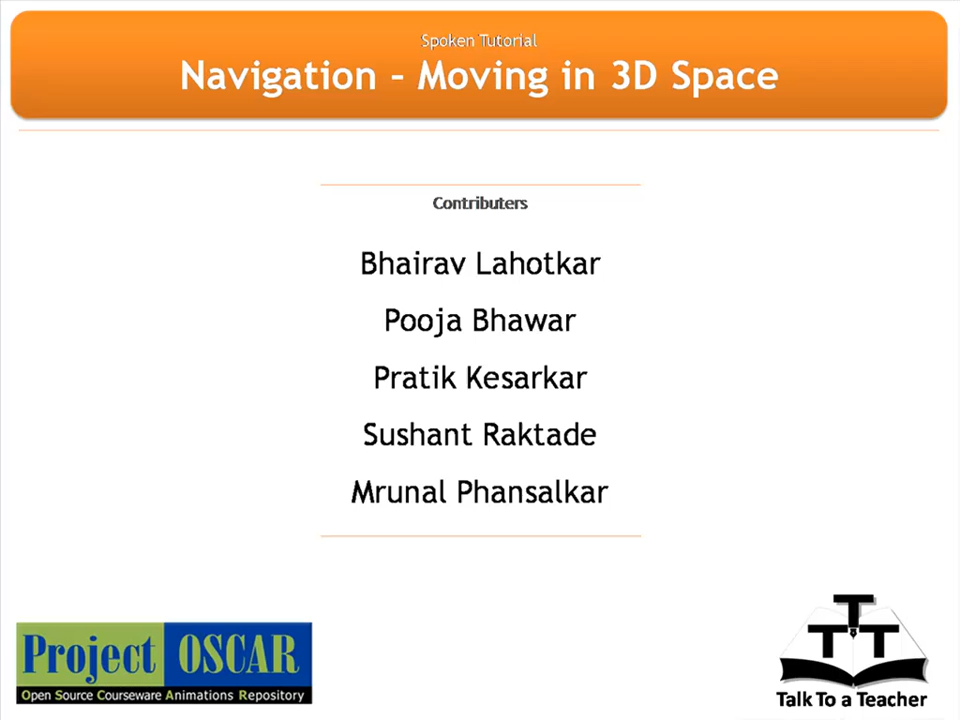 Spoken Tutorial
Navigation – Moving in 3D Space
Contributers
Bhairav Lahotkar
Pooja Bhawar
Pratik Kesarkar
Sushant Raktade
Mrunal Phansalkar
Project OSCAR
Open Source Courseware Animations Repository
T
T T
Talk To a Teacher